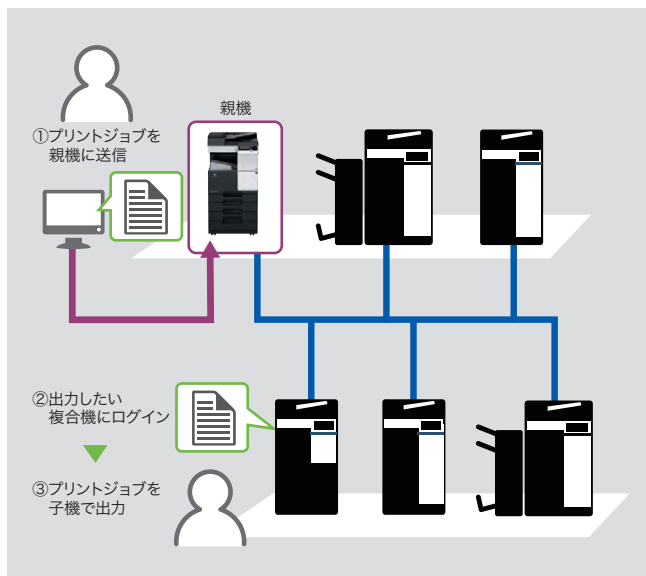 親機
①プリントジョブを
親機に送信
②出力したい
複合機にログイン
③プリントジョブを
子機で出力